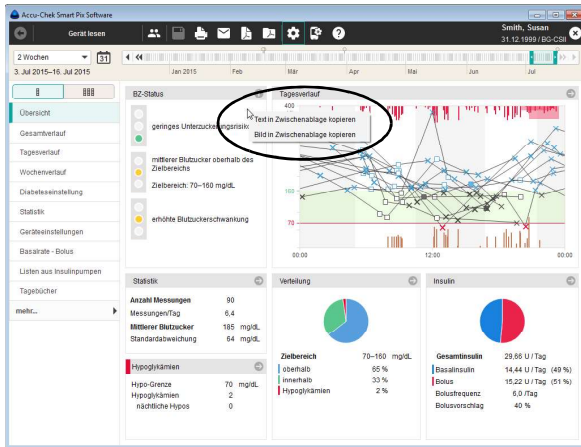 Accu-Chek Smart Pix Software
Gerät lesen
Smith, Susan
31.12.1999 / BG-CSII
2 Wochen
31
3. Jul 2015–16. Jul 2015
Jan 2015 Feb Mär Apr Mai Jun Jul
Übersicht
Gesamtverlauf
Tagesverlauf
Wochenverlauf
Diabeteseinstellung
Statistik
Geräteeinstellungen
Basalrate - Bolus
Listen aus Insulinpumpen
Tagebücher
mehr...
BZ-Status
geringes Unterzuckerungsrisiko
mittlerer Blutzucker oberhalb des
Zielbereichs
Zielbereich: 70–160 mg/dL
erhöhte Blutzuckerschwankung
Tagesverlauf
Text in Zwischenablage kopieren
Bild in Zwischenablage kopieren
400
160
70
00:00 12:00 00:00
Statistik
Anzahl Messungen 90
Messungen/Tag 6,4
Mittlerer Blutzucker 185 mg/dL
Standardabweichung 64 mg/dL
Hypoglykämien
Hypo-Grenze 70 mg/dL
Hypoglykämien 2
nächtliche Hypos 0
Verteilung
Zielbereich 70–160 mg/dL
oberhalb 65 %
innerhalb 33 %
Hypoglykämien 2 %
Insulin
Gesamtinsulin 29,66 U / Tag
Basalinsulin 14,44 U / Tag (49 %)
Bolus 15,22 U / Tag (51 %)
Bolusfrequenz 6,0 /Tag
Bolusvorschlag 40 %